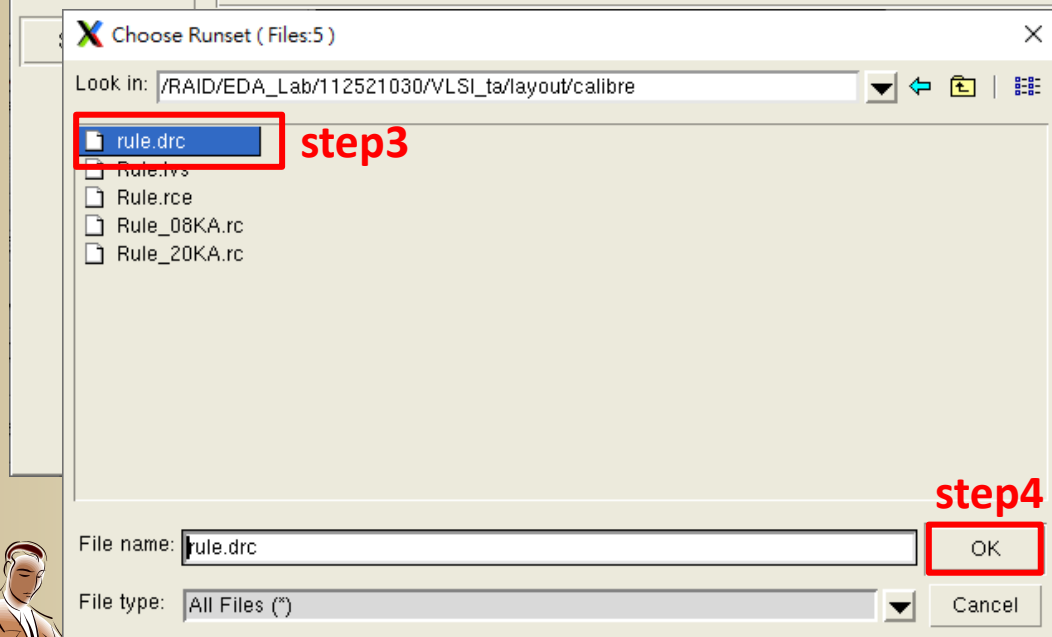 Choose Runset ( Files:5 )
Look in: /RAID/EDA_Lab/112521030/VLSI_ta/layout/calibre
rule.drc
step3
Rule.lvs
Rule.rce
Rule_08KA.rc
Rule_20KA.rc
step4
File name: rule.drc
OK
File type: All Files (*)
Cancel